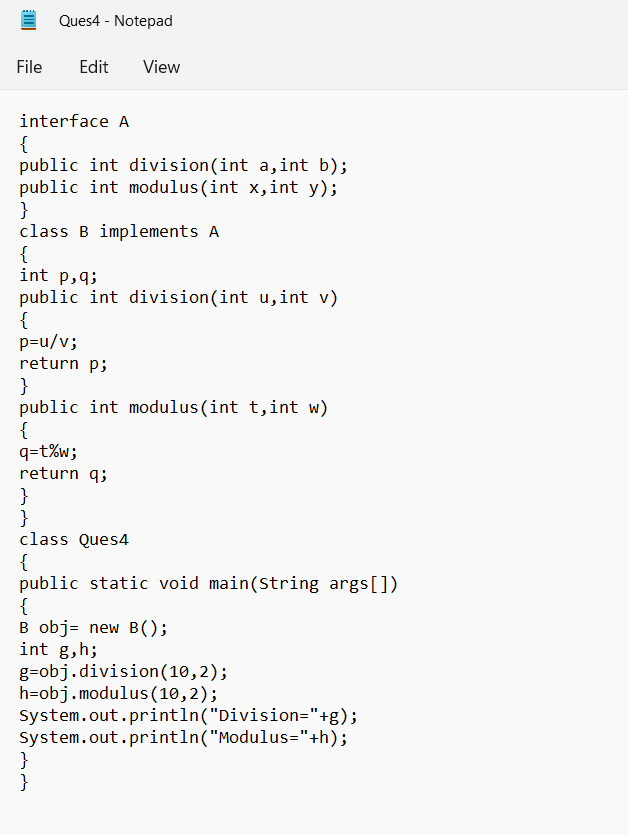 Ques4 - Notepad
File Edit View
interface A
{
public int division(int a,int b);
public int modulus(int x,int y);
}
class B implements A
{
int p,q;
public int division(int u,int v)
{
p=u/v;
return p;
}
public int modulus(int t,int w)
{
q=t%w;
return q;
}
}
class Ques4
{
public static void main(String args[])
{
B obj= new B();
int g,h;
g=obj.division(10,2);
h=obj.modulus(10,2);
System.out.println("Division="+g);
System.out.println("Modulus="+h);
}
}